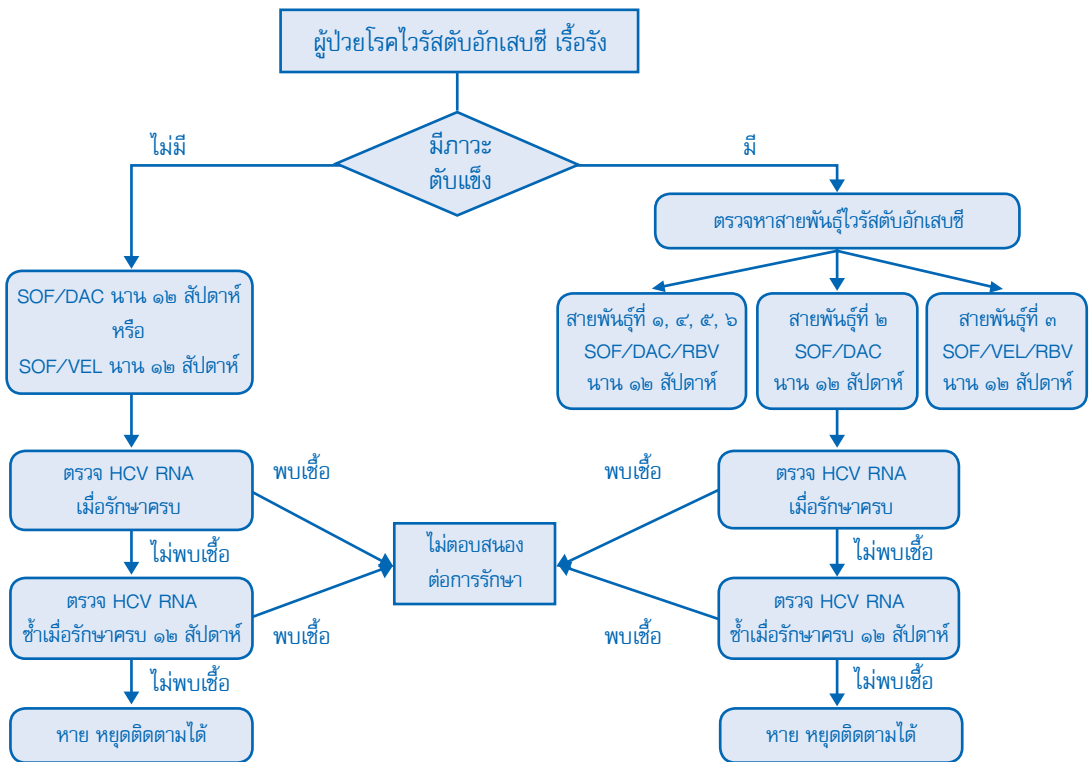 ผู้ป่วยโรคไวรัสตับอักเสบซี เรื้อรัง
มีภาวะ
ตับแข็ง
ไม่มี
มี
ตรวจหาสายพันธุ์ไวรัสตับอักเสบซี
SOF/DAC นาน ๑๒ สัปดาห์
หรือ
SOF/VEL นาน ๑๒ สัปดาห์
สายพันธุ์ที่ ๑, ๔, ๕, ๖
SOF/DAC/RBV
นาน ๑๒ สัปดาห์
สายพันธุ์ที่ ๒
SOF/DAC
นาน ๑๒ สัปดาห์
สายพันธุ์ที่ ๓
SOF/VEL/RBV
นาน ๑๒ สัปดาห์
ตรวจ HCV RNA
เมื่อรักษาครบ
พบเชื้อ
พบเชื้อ
ตรวจ HCV RNA
เมื่อรักษาครบ
ไม่พบเชื้อ
ไม่ตอบสนอง
ต่อการรักษา
ไม่พบเชื้อ
ตรวจ HCV RNA
ซ้ำเมื่อรักษาครบ ๑๒ สัปดาห์
พบเชื้อ
พบเชื้อ
ตรวจ HCV RNA
ซ้ำเมื่อรักษาครบ ๑๒ สัปดาห์
ไม่พบเชื้อ
ไม่พบเชื้อ
หาย หยุดติดตามได้
หาย หยุดติดตามได้